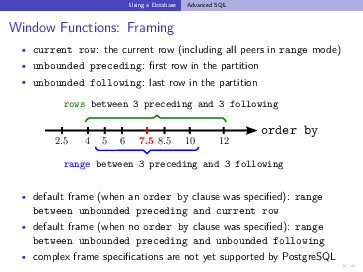 Using a Database Advanced SQL
Window Functions: Framing
current row: the current row (including all peers in range mode)
unbounded preceding: first row in the partition
unbounded following: last row in the partition
rows between 3 preceding and 3 following
order by
2.5 4 5 6 7.5 8.5 10 12
range between 3 preceding and 3 following
default frame (when an order by clause was specified): range
between unbounded preceding and current row
default frame (when no order by clause was specified): range
between unbounded preceding and unbounded following
complex frame specifications are not yet supported by PostgreSQL